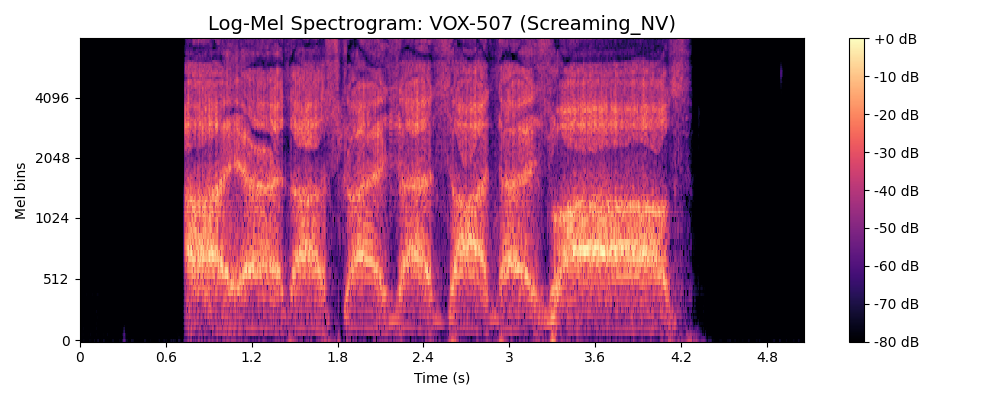 Log-Mel Spectrogram: VOX-507 (Screaming_NV)
Mel bins
4096
2048
1024
512
0
0 0.6 1.2 1.8 2.4 3 3.6 4.2 4.8
Time (s)
+0 dB
-10 dB
-20 dB
-30 dB
-40 dB
-50 dB
-60 dB
-70 dB
-80 dB